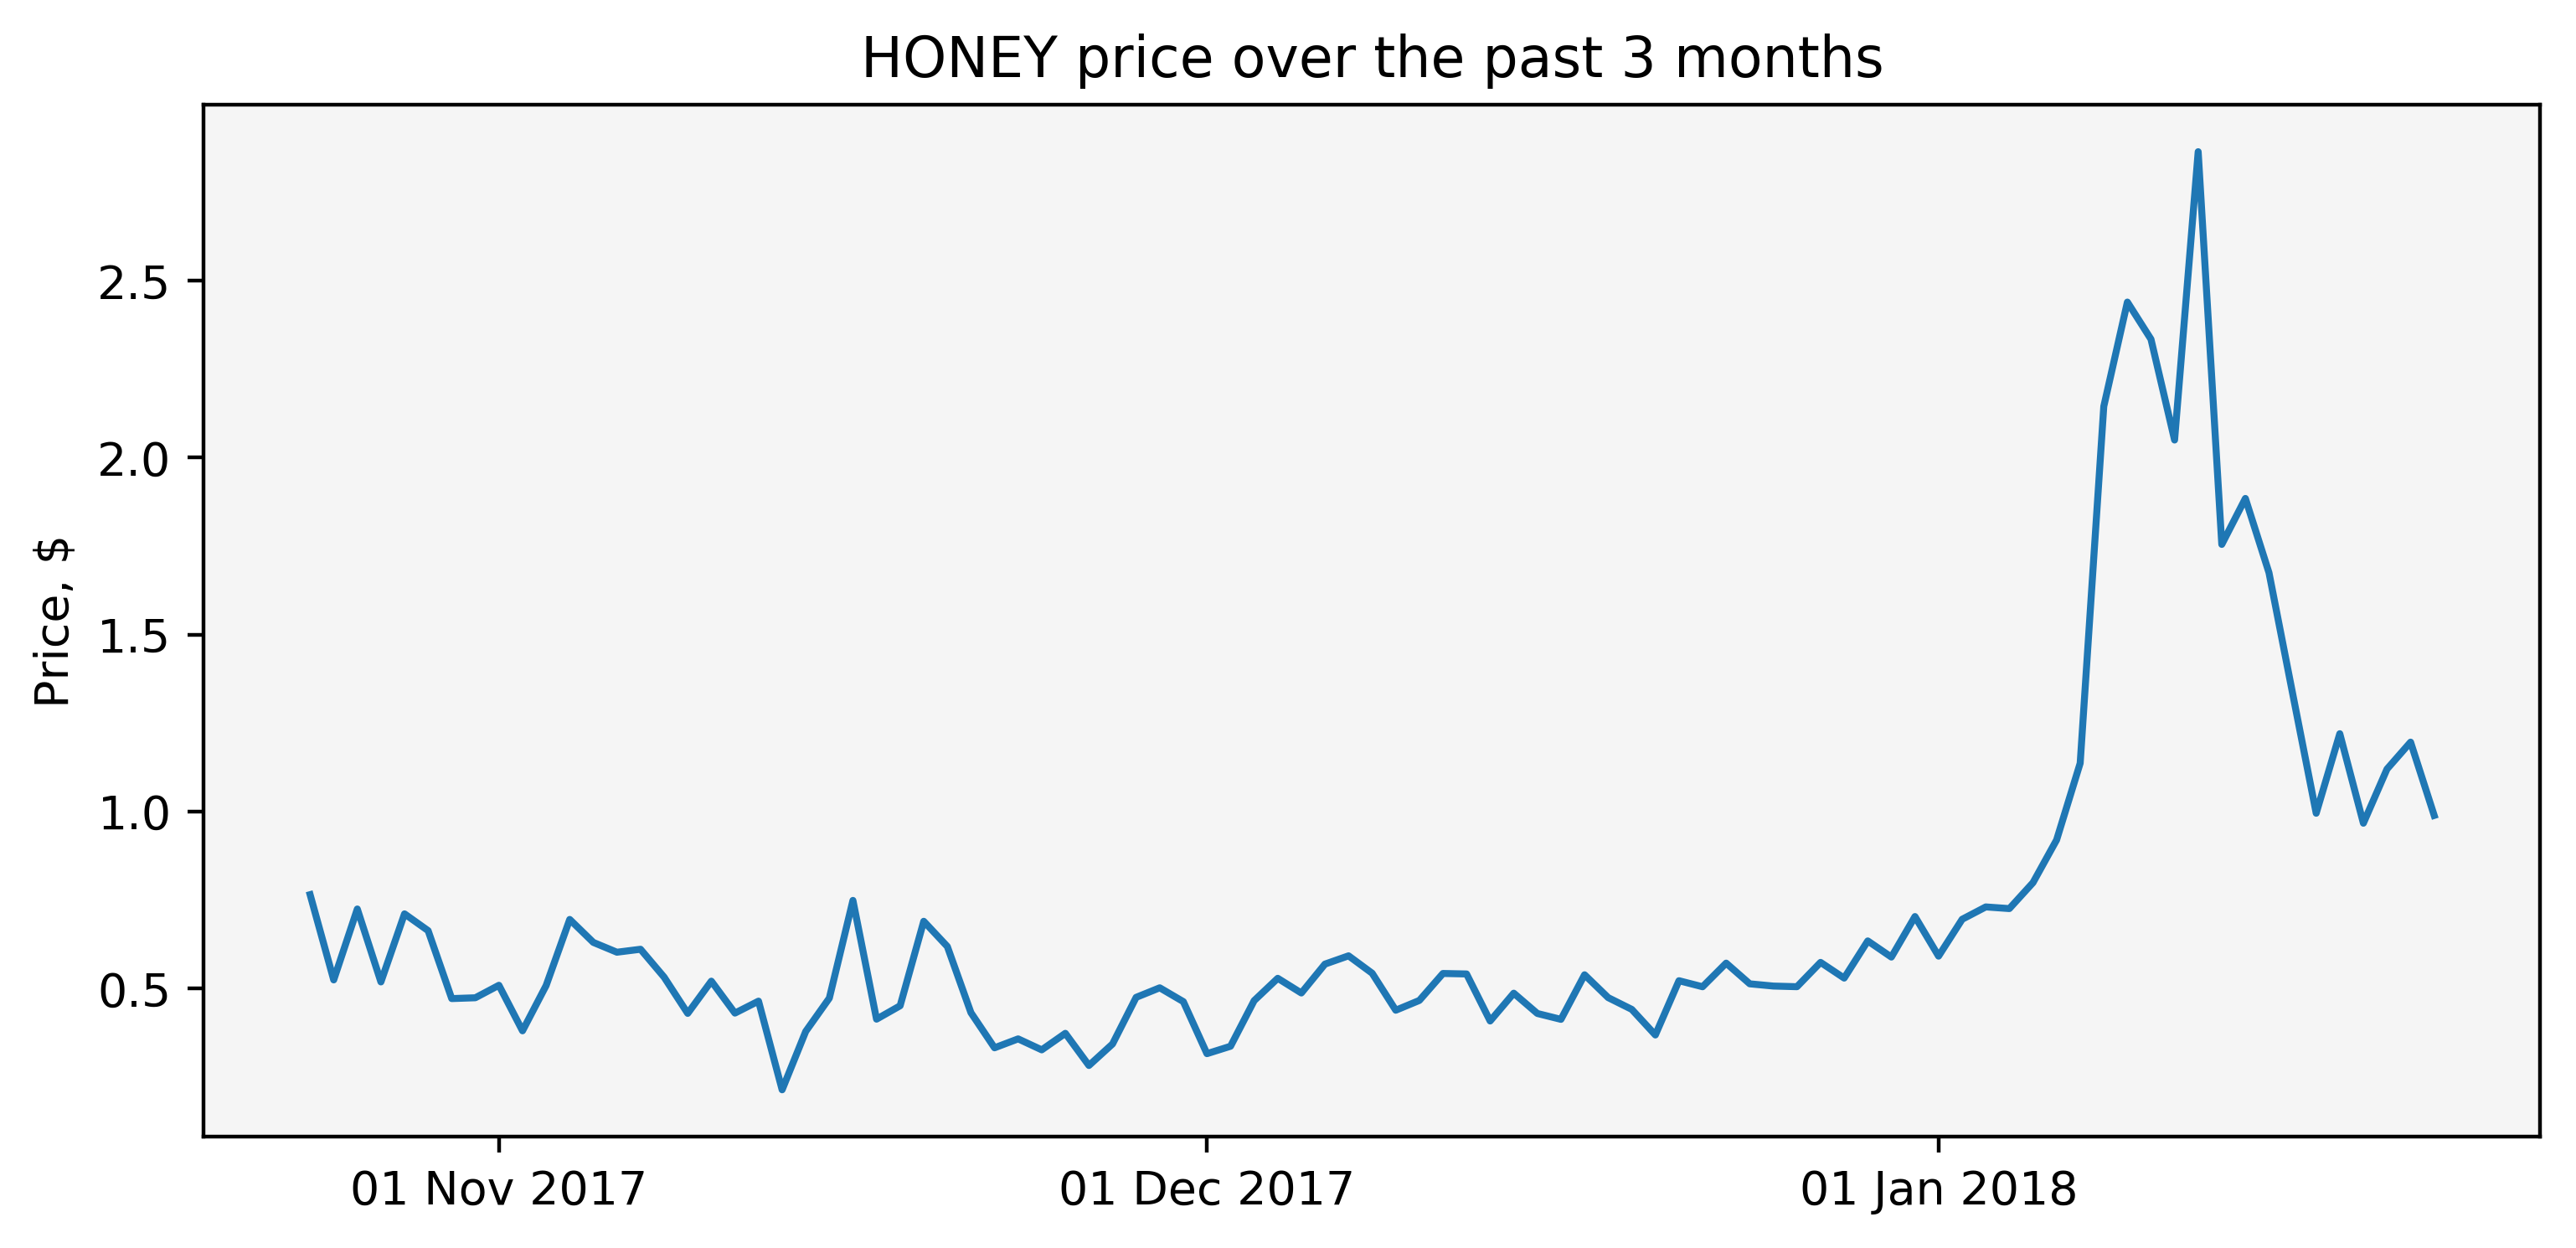 HONEY price over the past 3 months
Price, $
2.5
2.0
1.5
1.0
0.5
01 Nov 2017
01 Dec 2017
01 Jan 2018